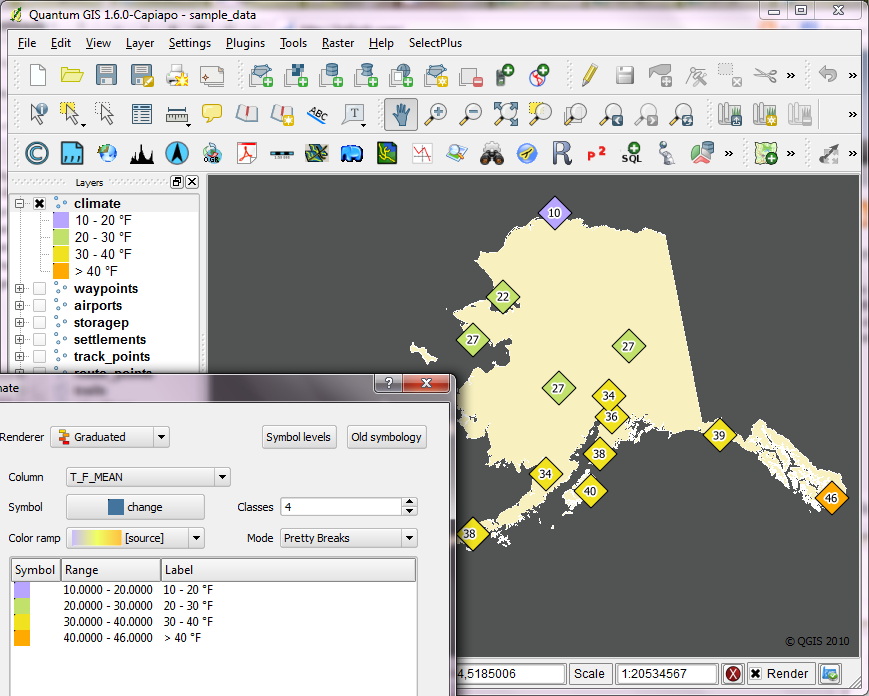 Quantum GIS 1.6.0-Capiapo - sample_data
File Edit View Layer Settings Plugins Tools Raster Help SelectPlus
ABC
T
R P2 SQL
Layers
climate
10 - 20 °F
20 - 30 °F
30 - 40 °F
> 40 °F
waypoints
airports
storagep
settlements
track_points
10
22
27
27
27
34
36
38
39
34
40
46
38
nate
Renderer Graduated Symbol levels Old symbology
Column T_F_MEAN
Symbol change Classes 4
Color ramp [source] Mode Pretty Breaks
Symbol Range Label
10.0000 - 20.0000 10 - 20 °F
20.0000 - 30.0000 20 - 30 °F
30.0000 - 40.0000 30 - 40 °F
40.0000 - 46.0000 > 40 °F
© QGIS 2010
4,5185006 Scale 1:20534567 Render